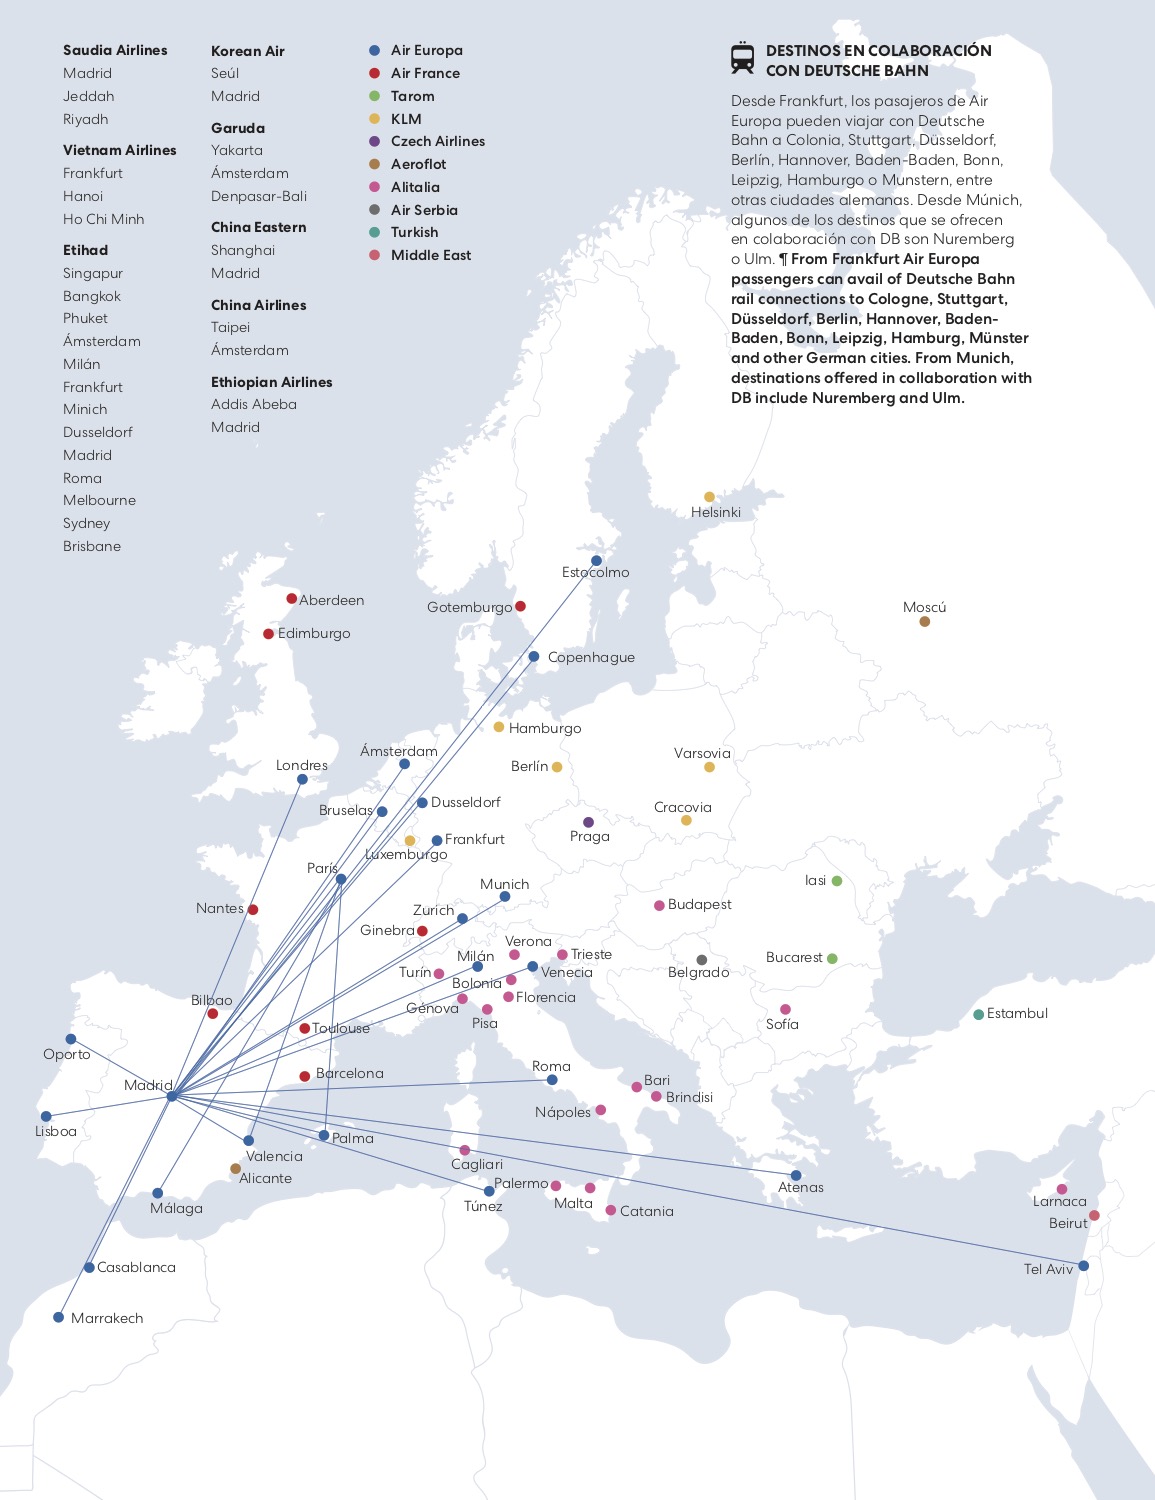 Saudia Airlines
Madrid
Jeddah
Riyadh
Vietnam Airlines
Frankfurt
Hanoi
Ho Chi Minh
Etihad
Singapur
Bangkok
Phuket
Ámsterdam
Milán
Frankfurt
Minich
Dusseldorf
Madrid
Roma
Melbourne
Sydney
Brisbane
Korean Air
Seúl
Madrid
Garuda
Yakarta
Ámsterdam
Denpasar-Bali
China Eastern
Shanghai
Madrid
China Airlines
Taipei
Ámsterdam
Ethiopian Airlines
Addis Abeba
Madrid
Air Europa
Air France
Tarom
KLM
Czech Airlines
Aeroflot
Alitalia
Air Serbia
Turkish
Middle East
DESTINOS EN COLABORACIÓN
CON DEUTSCHE BAHN
Desde Frankfurt, los pasajeros de Air
Europa pueden viajar con Deutsche
Bahn a Colonia, Stuttgart, Düsseldorf,
Berlín, Hannover, Baden-Baden, Bonn,
Leipzig, Hamburgo o Munstern, entre
otras ciudades alemanas. Desde Múnich,
algunos de los destinos que se ofrecen
en colaboración con DB son Nuremberg
o Ulm. ¶ From Frankfurt Air Europa
passengers can avail of Deutsche Bahn
rail connections to Cologne, Stuttgart,
Düsseldorf, Berlin, Hannover, Baden-
Baden, Bonn, Leipzig, Hamburg, Münster
and other German cities. From Munich,
destinations offered in collaboration with
DB include Nuremberg and Ulm.
Helsinki
Estocolmo
Aberdeen
Gotemburgo
Moscú
Edimburgo
Copenhague
Hamburgo
Ámsterdam
Varsovia
Londres
Berlín
Dusseldorf
Bruselas
Cracovia
Praga
Frankfurt
Luxemburgo
París
Iasi
Munich
Nantes
Zurich
Budapest
Ginebra
Verona
Trieste
Milán
Bucarest
Turín
Venecia
Belgrado
Bolonia
Florencia
Bilbao
Génova
Pisa
Sofía
Estambul
Toulouse
Oporto
Barcelona
Roma
Madrid
Bari
Brindisi
Nápoles
Lisboa
Palma
Valencia
Cagliari
Alicante
Palermo
Atenas
Málaga
Túnez
Malta
Catania
Larnaca
Beirut
Casablanca
Tel Aviv
Marrakech